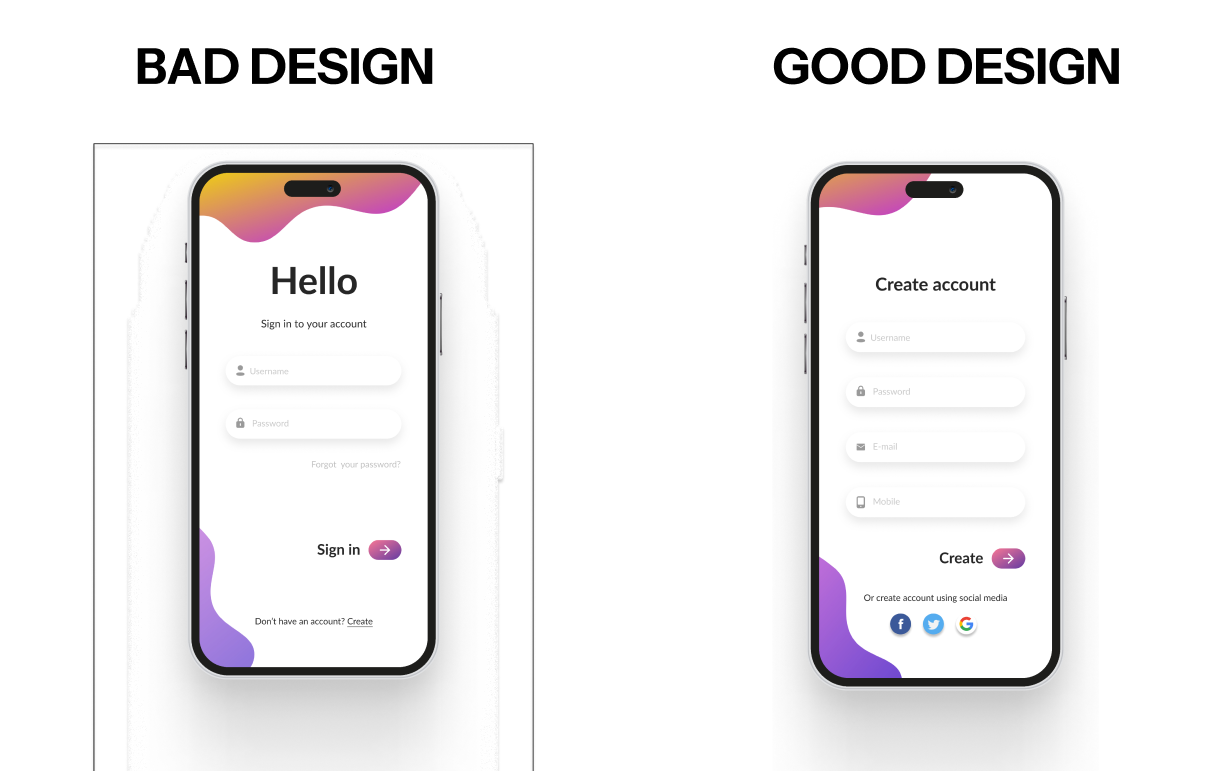 BAD DESIGN
GOOD DESIGN
Hello
Sign in to your account
Username
Password
Forgot  your password?
Sign in
Don't have an account? Create
Create account
Username
Password
E-mail
Mobile
Create
Or create account using social media
f
G